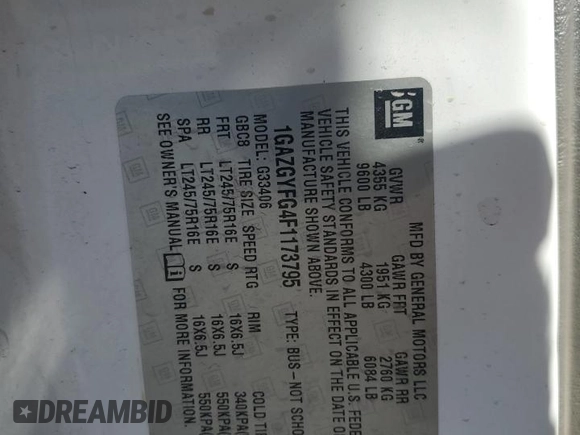 GM
MFD BY GENERAL MOTORS LLC
GVWR GAWR FRT GAWR RR
4355 KG 1951 KG 2760 KG
9600 LB 4300 LB 6084 LB
THIS VEHICLE CONFORMS TO ALL APPLICABLE U.S. FEDE
VEHICLE SAFETY STANDARDS IN EFFECT ON THE DATE O
MANUFACTURE SHOWN ABOVE.
1GAZGYFG4F1173795 TYPE: BUS-NOT SCHO
MODEL: G33406
GBC8 TIRE SIZE SPEED RTG RIM COLD TI
FRT LT245/75R16E S 16X6.5J 340KPA(
RR LT245/75R16E S 16X6.5J 550KPA(
SPA LT245/75R16E S 16X6.5J 550KPA(
SEE OWNER'S MANUAL i FOR MORE INFORMATION.
DREAMBID